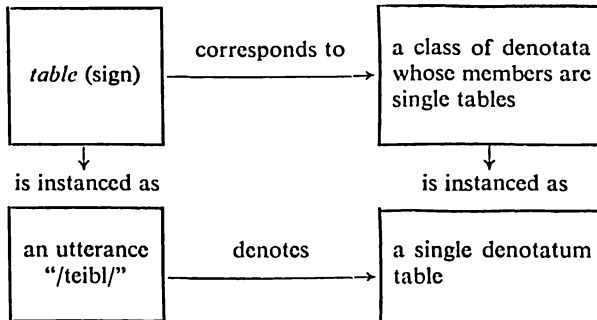 table (sign)
corresponds to
a class of denotata
whose members are
single tables
is instanced as
is instanced as
an utterance
“/teibl/”
denotes
a single denotatum
table